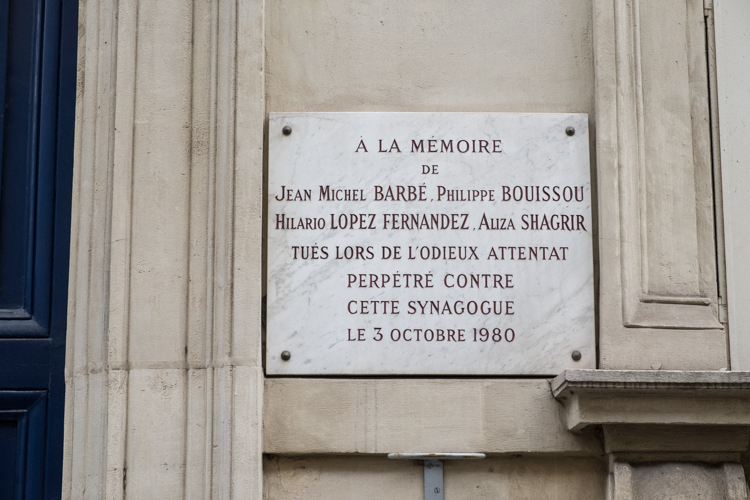 À LA MÉMOIRE
DE
JEAN MICHEL BARBÉ, PHILIPPE BOUISSOU
HILARIO LOPEZ FERNANDEZ, ALIZA SHAGRIR
TUÉS LORS DE L'ODIEUX ATTENTAT
PERPÉTRÉ CONTRE
CETTE SYNAGOGUE
LE 3 OCTOBRE 1980